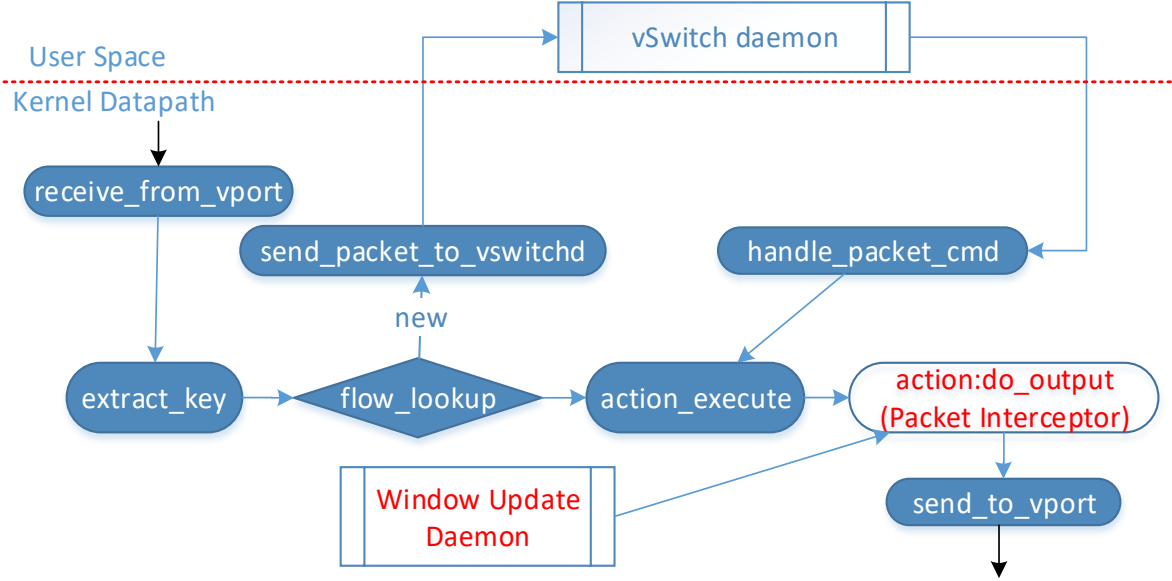 vSwitch daemon
User Space
Kernel Datapath
receive_from_vport
send_packet_to_vswitchd
handle_packet_cmd
new
extract_key
flow_lookup
action_execute
action:do_output
(Packet Interceptor)
Window Update
Daemon
send_to_vport